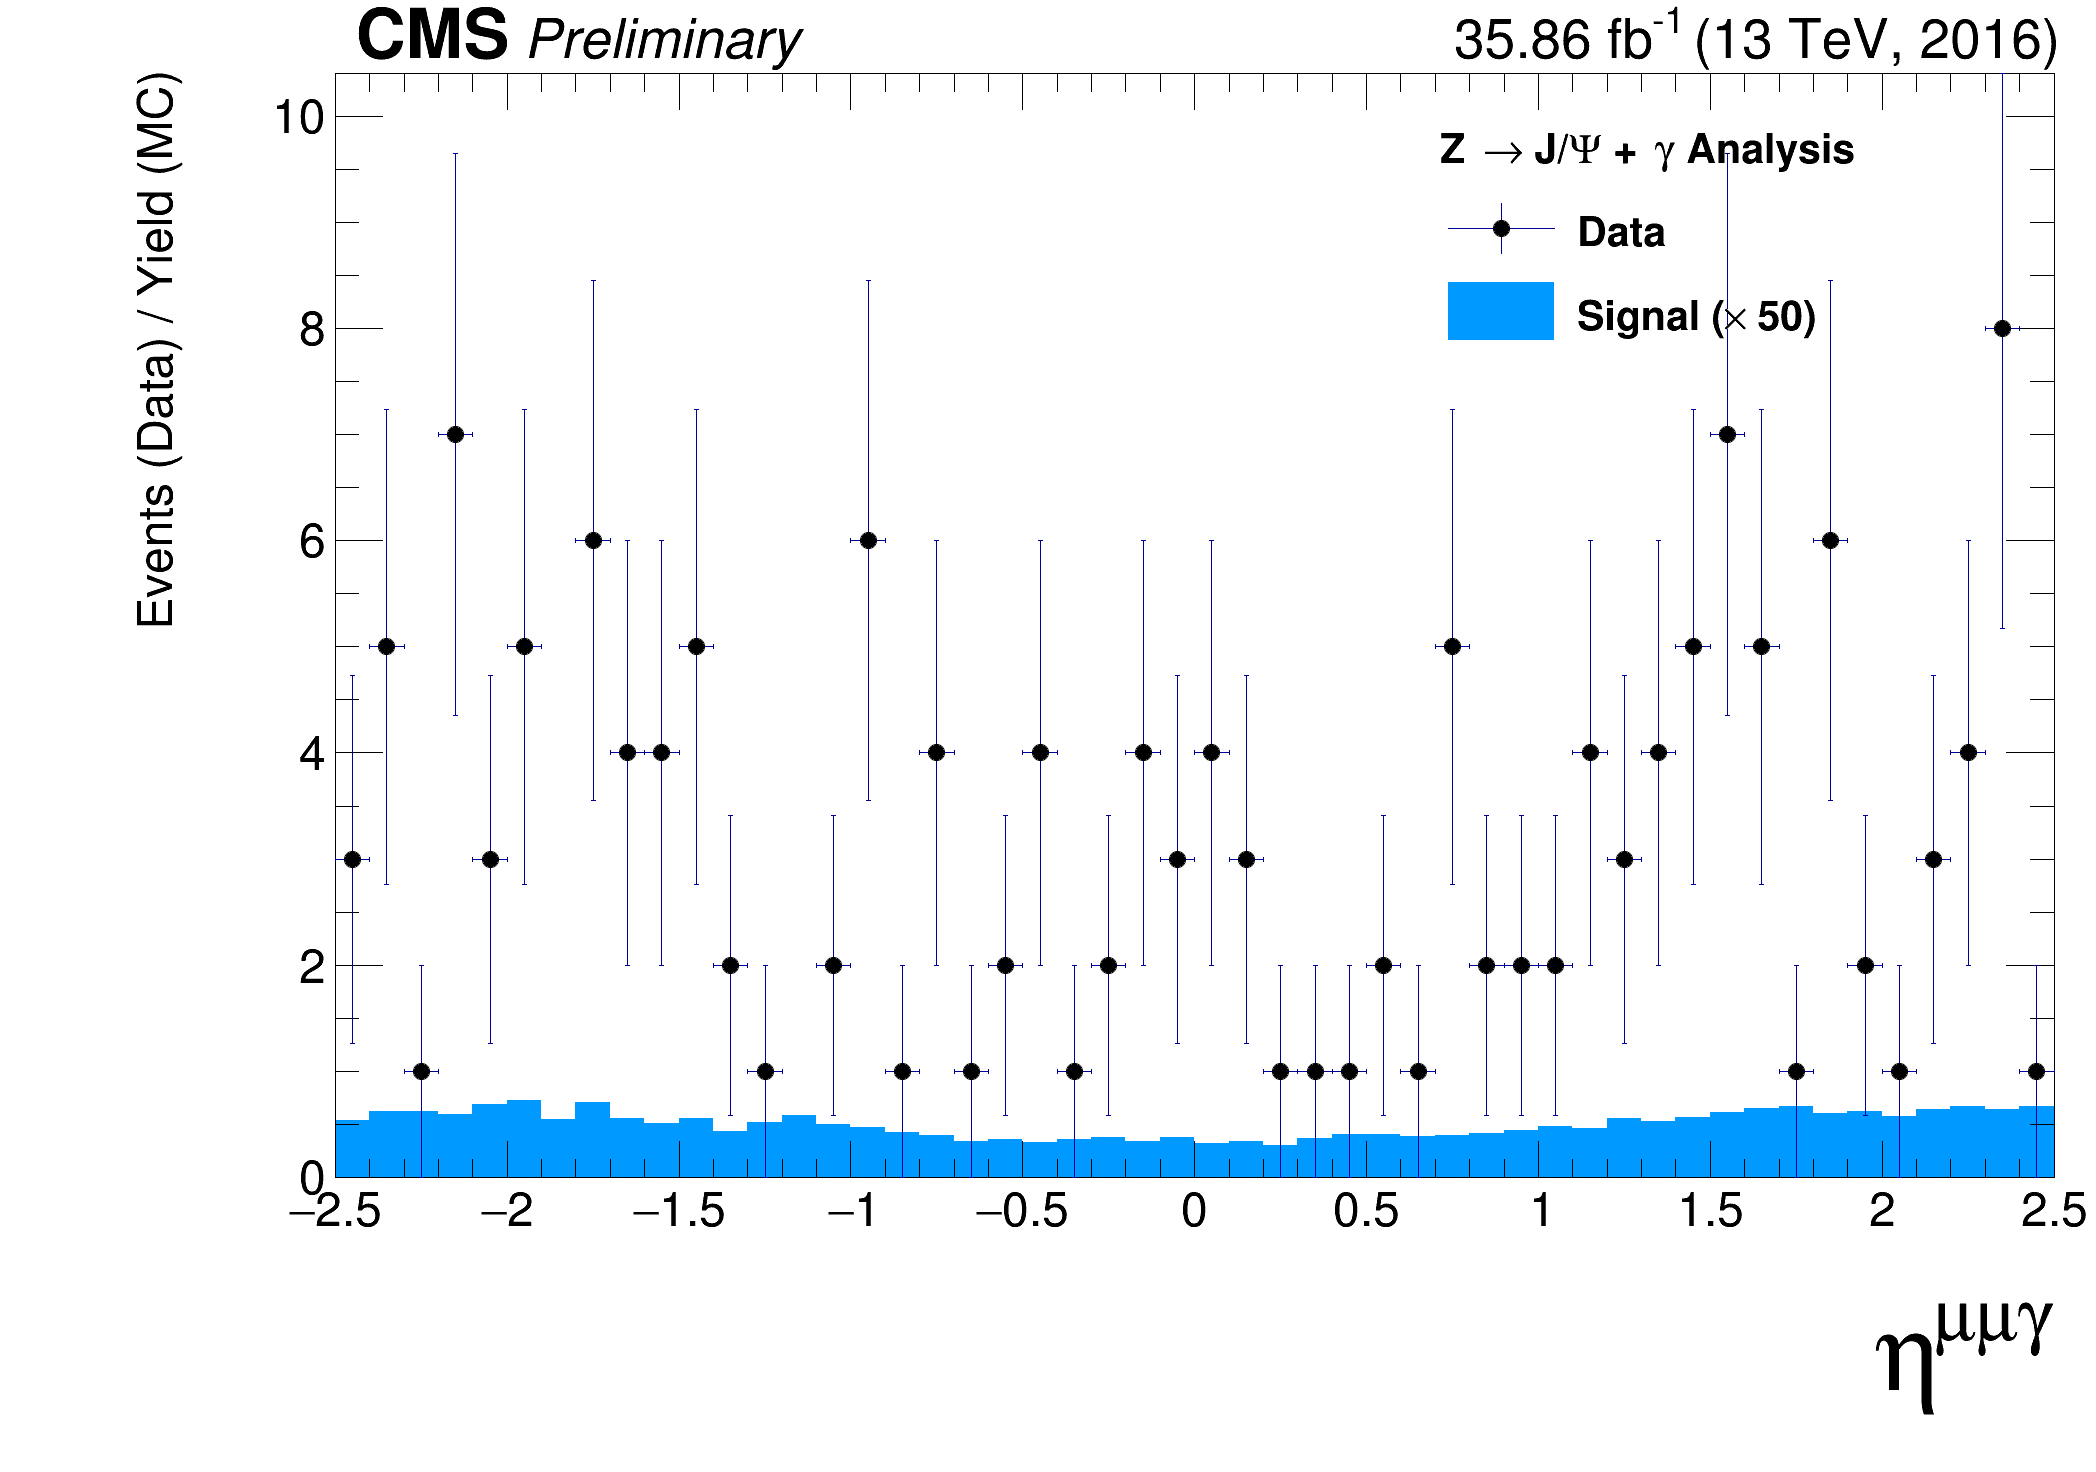 CMS Preliminary 35.86 fb⁻¹ (13 TeV, 2016)
Events (Data) / Yield (MC)
Z → J/Ψ + γ Analysis
Data
Signal (× 50)
10
8
6
4
2
0
−2.5 −2 −1.5 −1 −0.5 0 0.5 1 1.5 2 2.5
η^μμγ